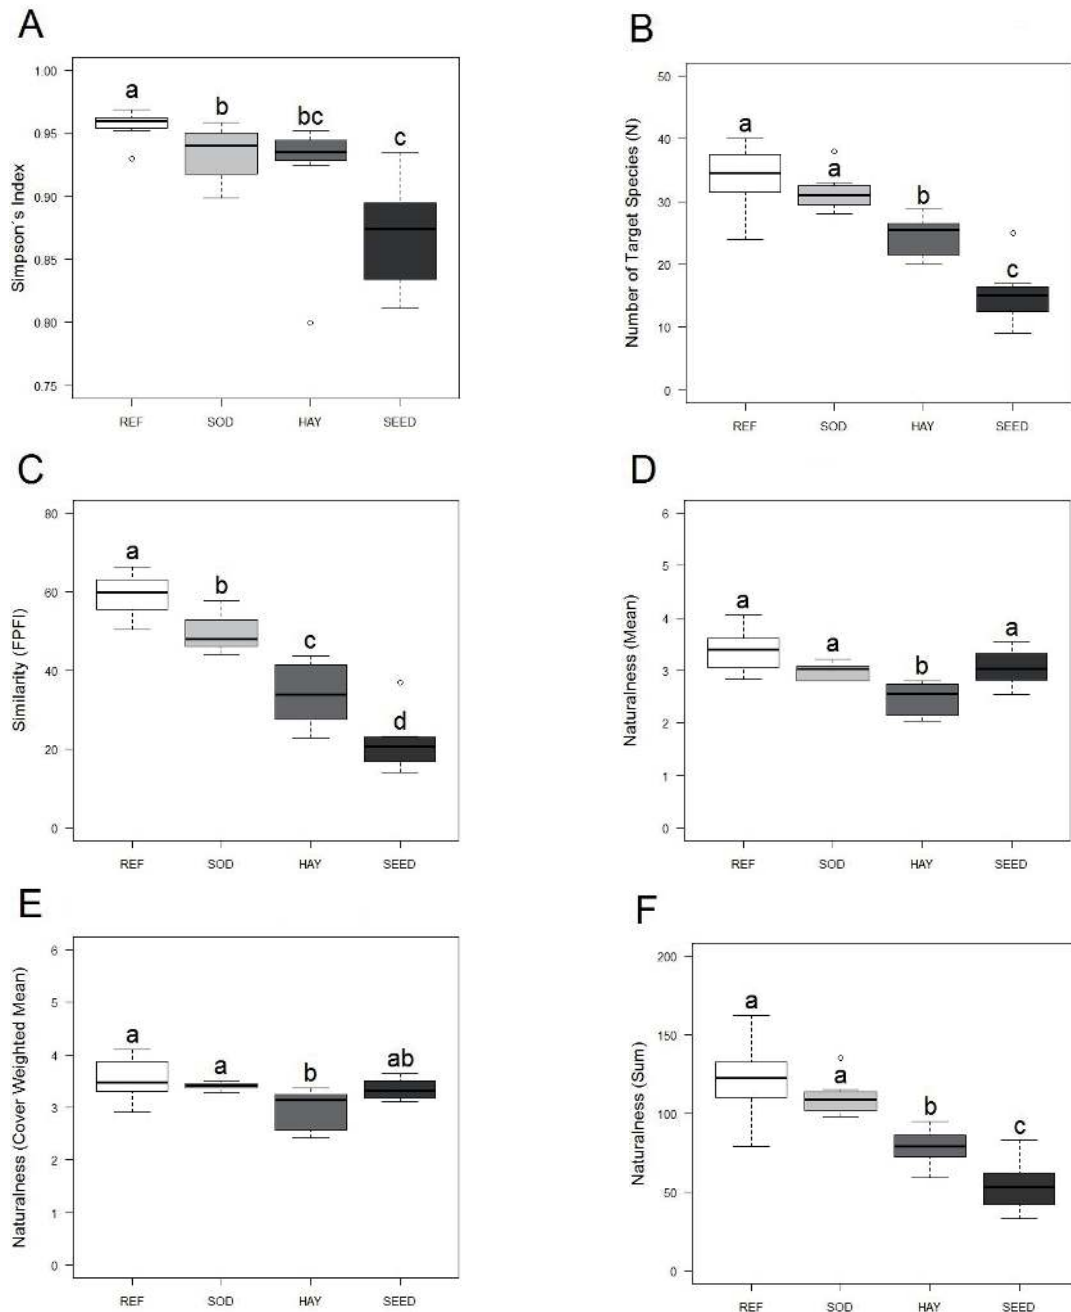 A
Simpson´s Index
1.00
0.95
0.90
0.85
0.80
0.75
a
b
bc
c
REF SOD HAY SEED
B
Number of Target Species (N)
50
40
30
20
10
0
a
a
b
c
REF SOD HAY SEED
C
Similarity (FPFI)
80
60
40
20
0
a
b
c
d
REF SOD HAY SEED
D
Naturalness (Mean)
6
5
4
3
2
1
0
a
a
b
a
REF SOD HAY SEED
E
Naturalness (Cover Weighted Mean)
6
5
4
3
2
1
0
a
a
b
ab
REF SOD HAY SEED
F
Naturalness (Sum)
200
150
100
50
0
a
a
b
c
REF SOD HAY SEED